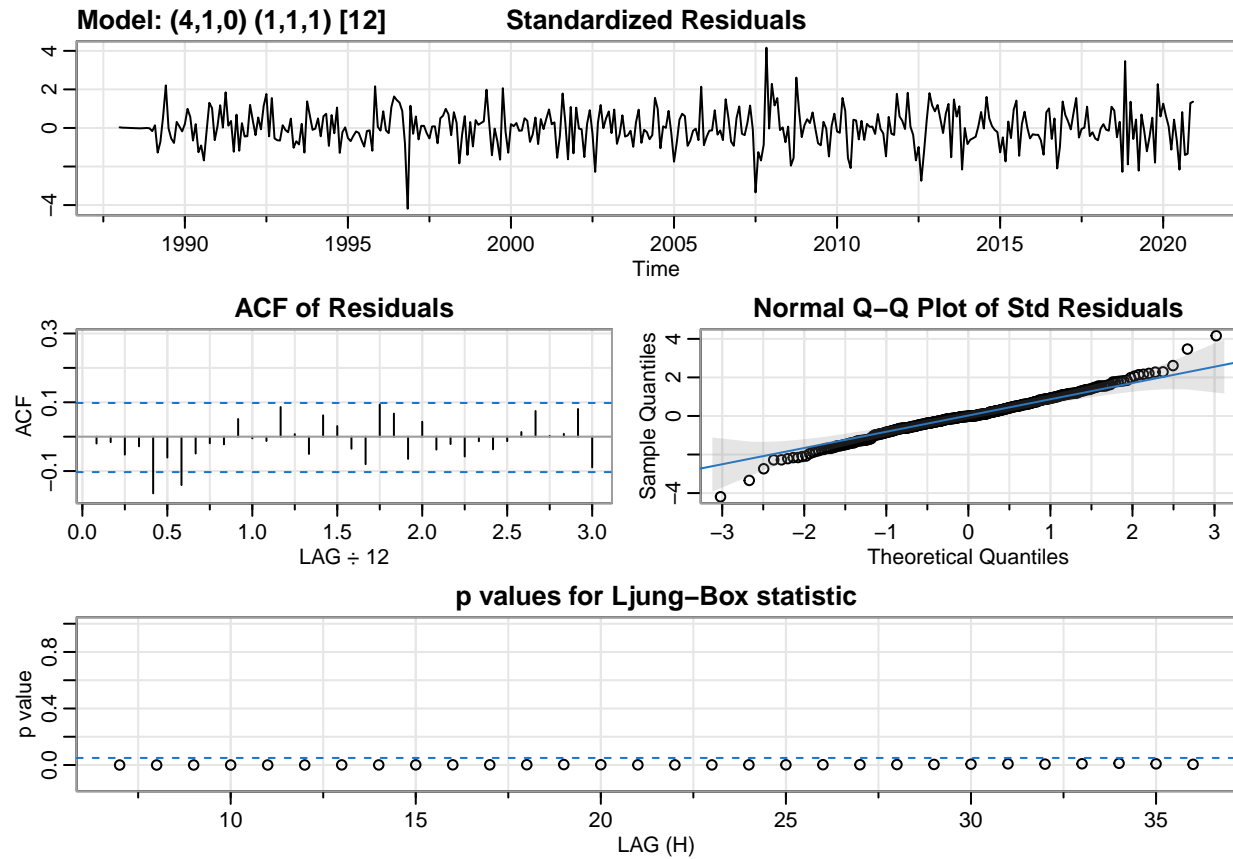 Model: (4,1,0) (1,1,1) [12] Standardized Residuals
4
2
0
−4
1990 1995 2000 2005 2010 2015 2020
Time
ACF of Residuals
ACF
0.3
0.1
−0.1
0.0 0.5 1.0 1.5 2.0 2.5 3.0
LAG ÷ 12
Normal Q−Q Plot of Std Residuals
Sample Quantiles
4
2
0
−4
−3 −2 −1 0 1 2 3
Theoretical Quantiles
p values for Ljung−Box statistic
p value
0.8
0.4
0.0
10 15 20 25 30 35
LAG (H)